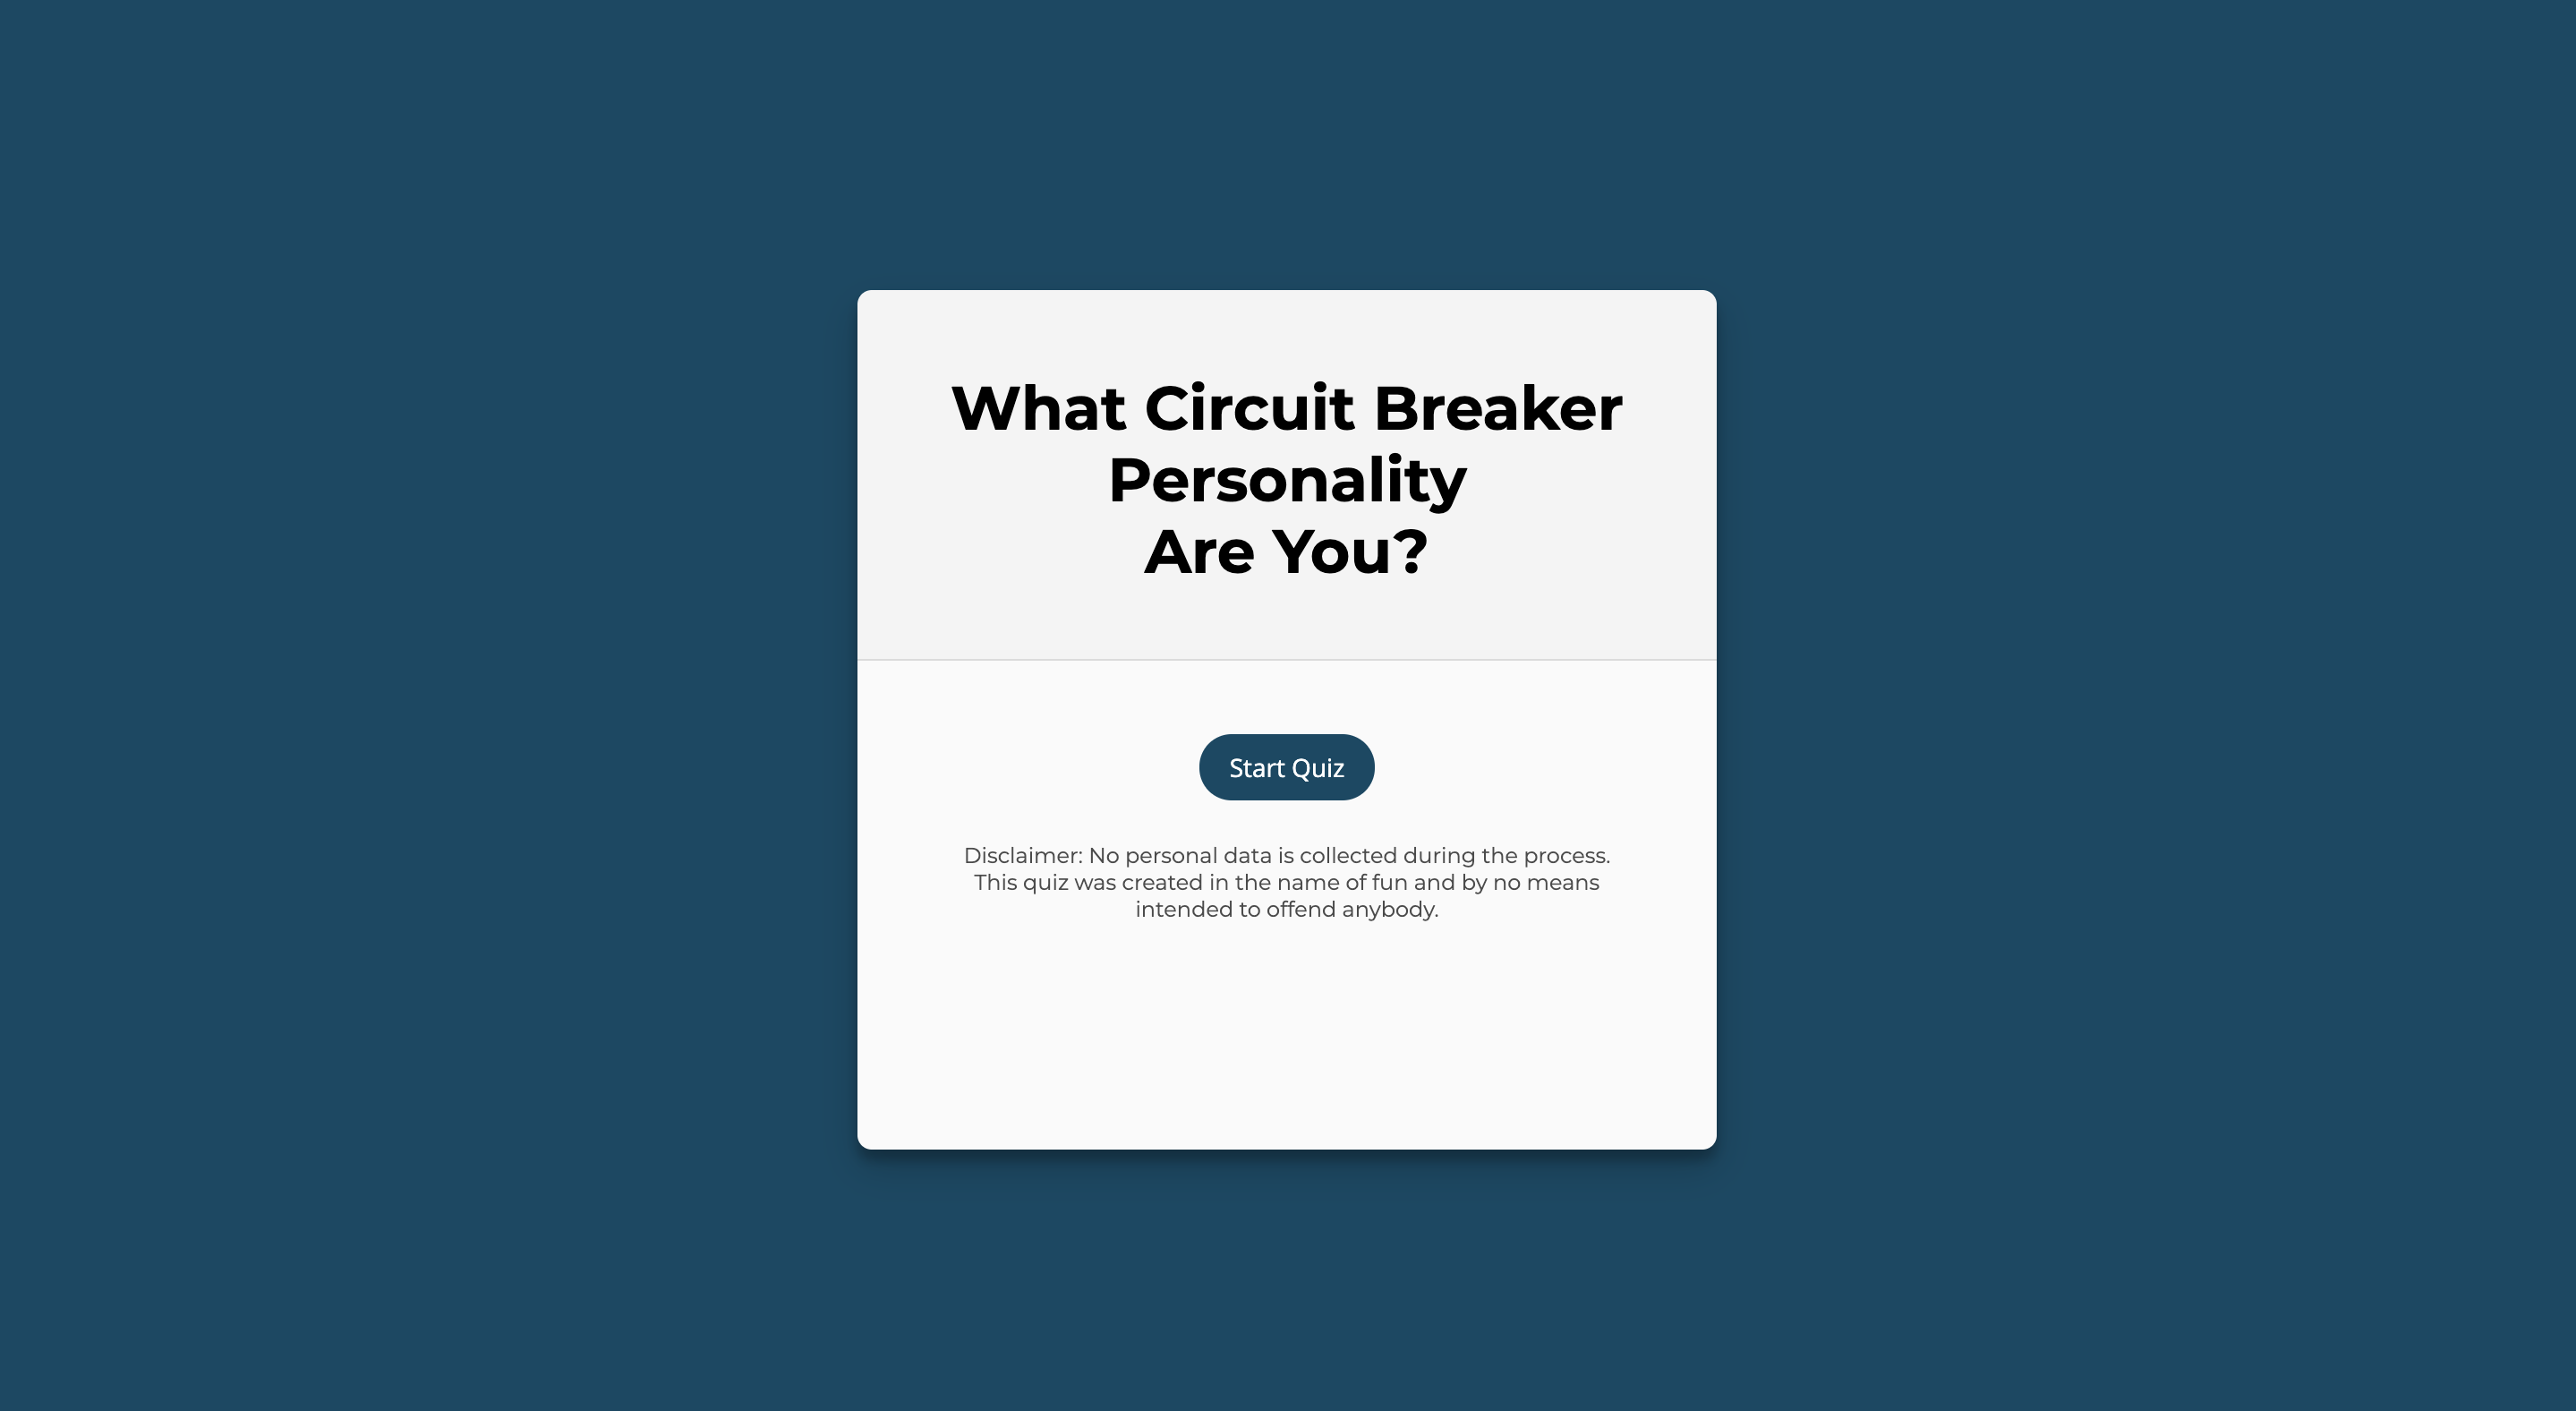 What Circuit Breaker
Personality
Are You?
Start Quiz
Disclaimer: No personal data is collected during the process.
This quiz was created in the name of fun and by no means
intended to offend anybody.